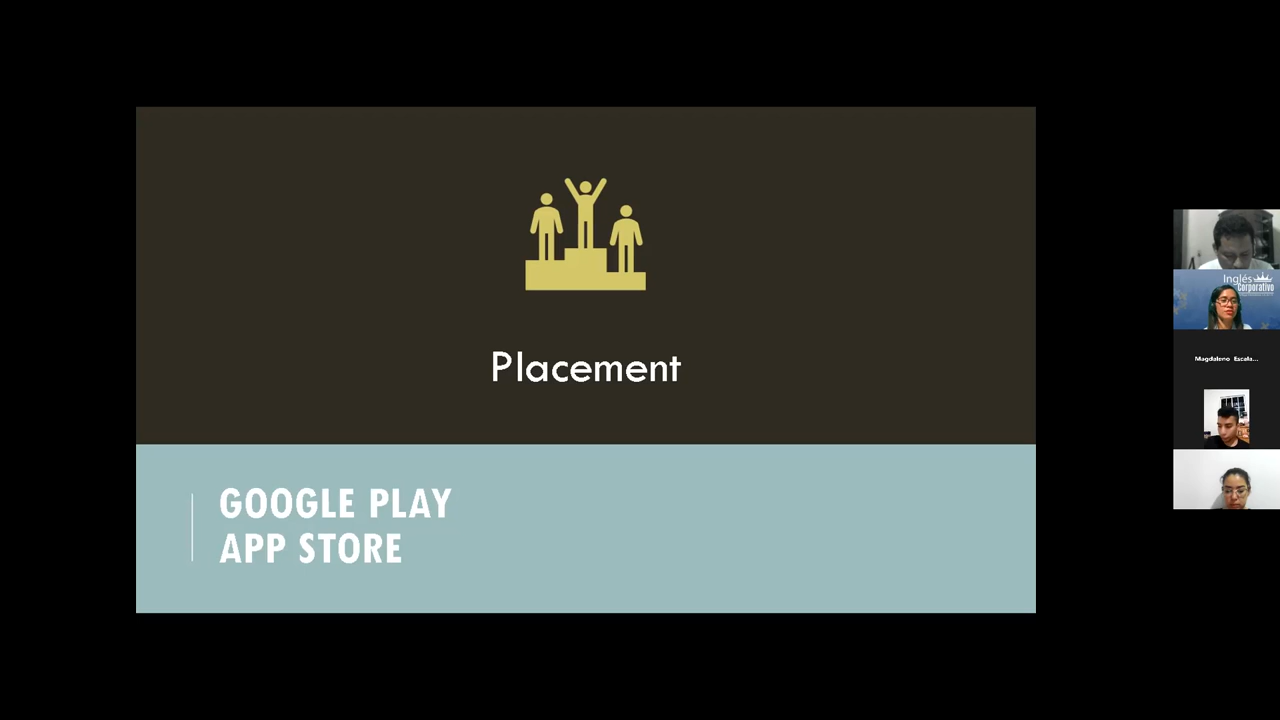 Placement
GOOGLE PLAY
APP STORE
Inglés
Corporativo
Magdaleno Escala...